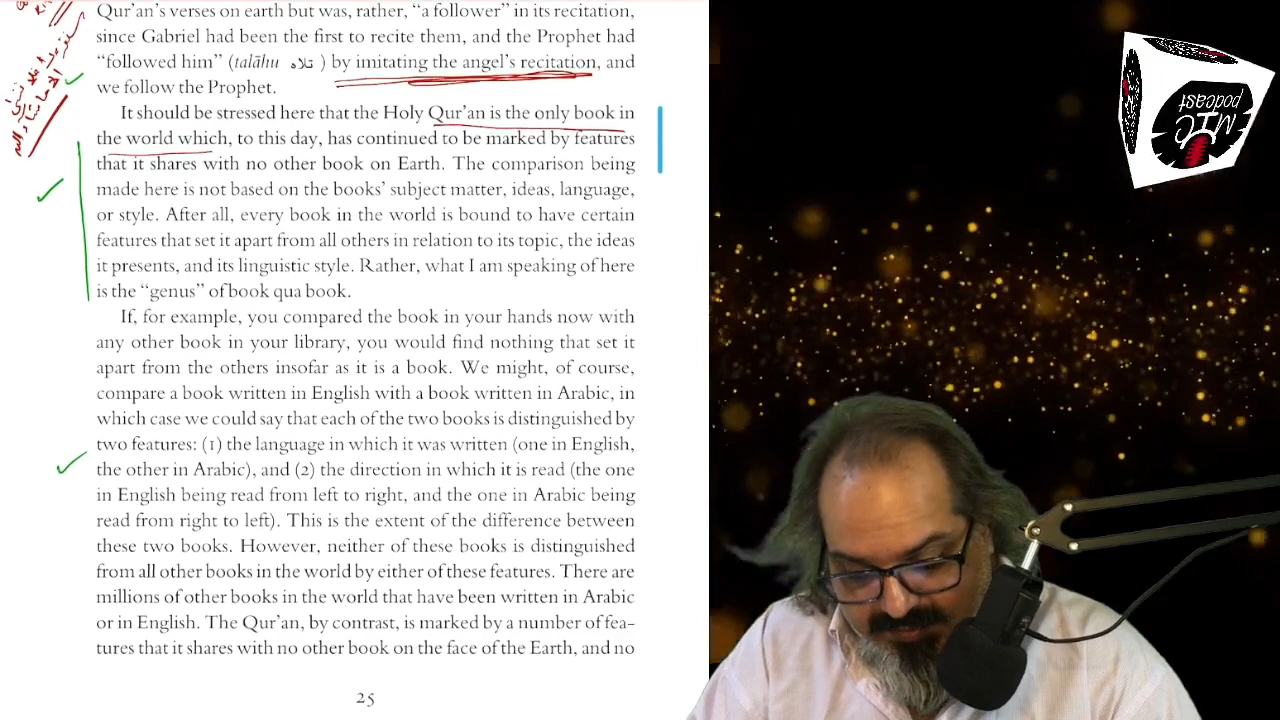 Qur'an's verses on earth but was, rather, “a follower” in its recitation,
since Gabriel had been the first to recite them, and the Prophet had
“followed him” (talāhu تلاه ) by imitating the angel's recitation, and
we follow the Prophet.
It should be stressed here that the Holy Qur'an is the only book in
the world which, to this day, has continued to be marked by features
that it shares with no other book on Earth. The comparison being
made here is not based on the books' subject matter, ideas, language,
or style. After all, every book in the world is bound to have certain
features that set it apart from all others in relation to its topic, the ideas
it presents, and its linguistic style. Rather, what I am speaking of here
is the “genus” of book qua book.
If, for example, you compared the book in your hands now with
any other book in your library, you would find nothing that set it
apart from the others insofar as it is a book. We might, of course,
compare a book written in English with a book written in Arabic, in
which case we could say that each of the two books is distinguished by
two features: (1) the language in which it was written (one in English,
the other in Arabic), and (2) the direction in which it is read (the one
in English being read from left to right, and the one in Arabic being
read from right to left). This is the extent of the difference between
these two books. However, neither of these books is distinguished
from all other books in the world by either of these features. There are
millions of other books in the world that have been written in Arabic
or in English. The Qur'an, by contrast, is marked by a number of fea-
tures that it shares with no other book on the face of the Earth, and no
25
MTC
podcast